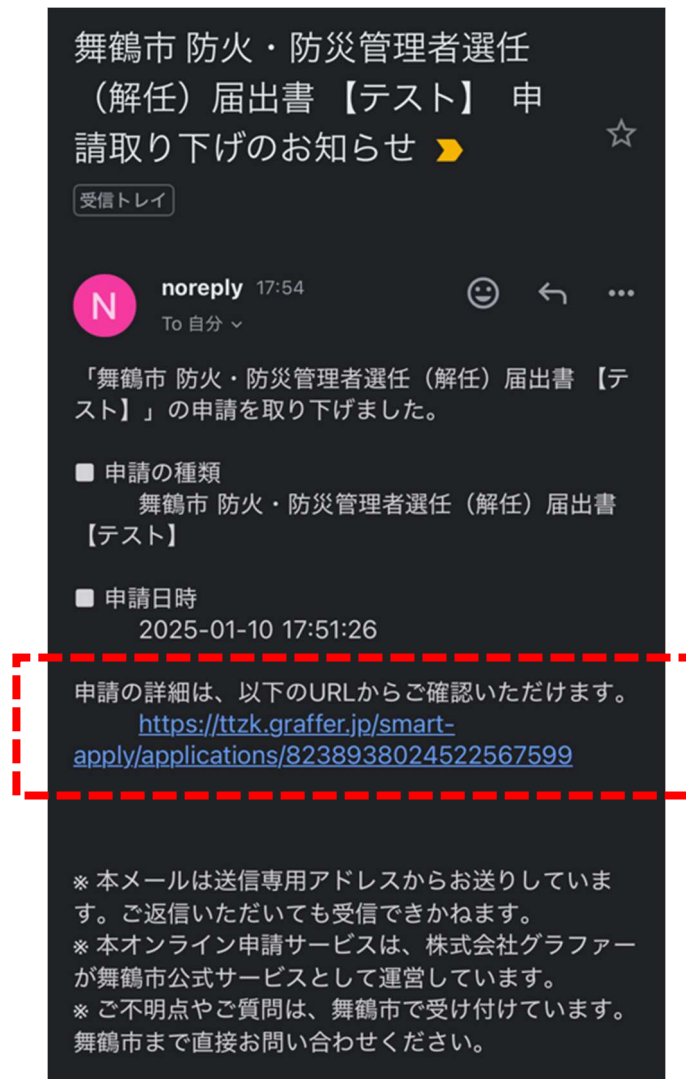 舞鶴市 防火・防災管理者選任
（解任）届出書 【テスト】 申
請取り下げのお知らせ
受信トレイ
N
noreply 17:54
To 自分
「舞鶴市 防火・防災管理者選任（解任）届出書 【テ
スト】」の申請を取り下げました。
■ 申請の種類
舞鶴市 防火・防災管理者選任（解任）届出書
【テスト】
■ 申請日時
2025-01-10 17:51:26
申請の詳細は、以下のURLからご確認いただけます。
https://ttzk.graffer.jp/smart-
apply/applications/8238938024522567599
※ 本メールは送信専用アドレスからお送りしていま
す。ご返信いただいても受信できかねます。
※ 本オンライン申請サービスは、株式会社グラファー
が舞鶴市公式サービスとして運営しています。
※ ご不明点やご質問は、舞鶴市で受け付けています。
舞鶴市まで直接お問い合わせください。